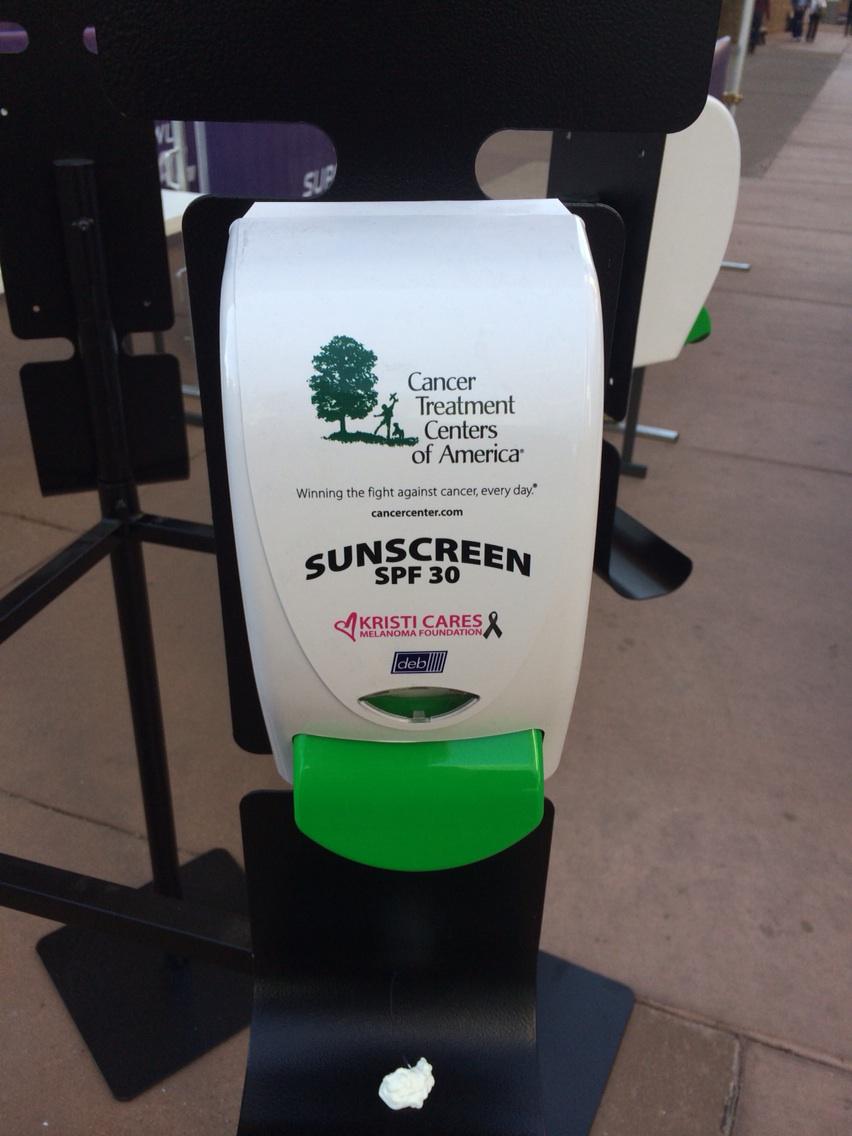 SUP
Cancer
Treatment
Centers
of America®
Winning the fight against cancer, every day.®
cancercenter.com
SUNSCREEN
SPF 30
KRISTI CARES
MELANOMA FOUNDATION
deb